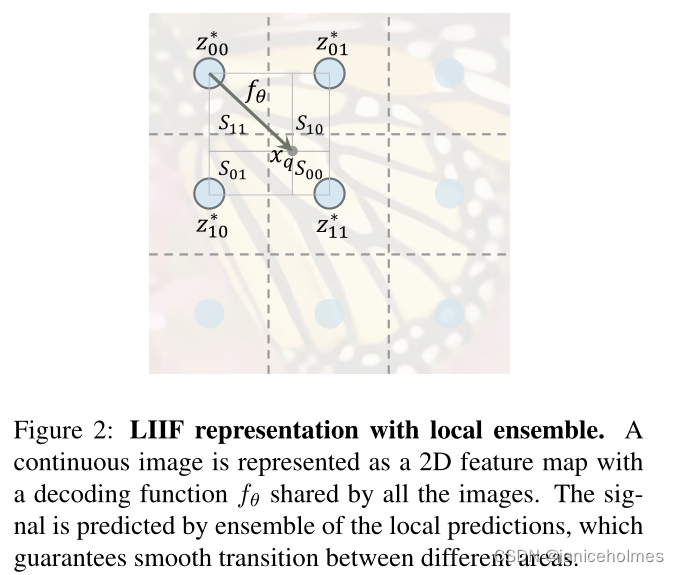 z*00 z*01
fθ
S11 S10
xq
S01 S00
z*10 z*11
Figure 2: LIIF representation with local ensemble. A
continuous image is represented as a 2D feature map with
a decoding function fθ shared by all the images. The sig-
nal is predicted by ensemble of the local predictions, which
guarantees smooth transition between different areas.
CSDN @janiceholmes